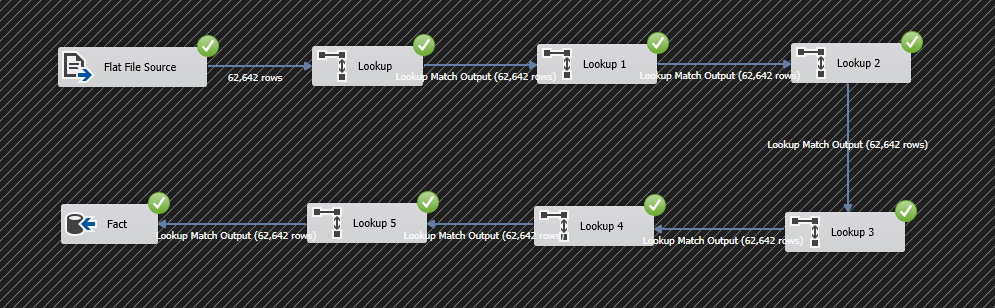 Flat File Source
62,642 rows
Lookup
Lookup Match Output (62,642 rows)
Lookup 1
Lookup Match Output (62,642 rows)
Lookup 2
Lookup Match Output (62,642 rows)
Lookup 3
Lookup Match Output (62,642 rows)
Lookup 4
Lookup Match Output (62,642 rows)
Lookup 5
Lookup Match Output (62,642 rows)
Fact